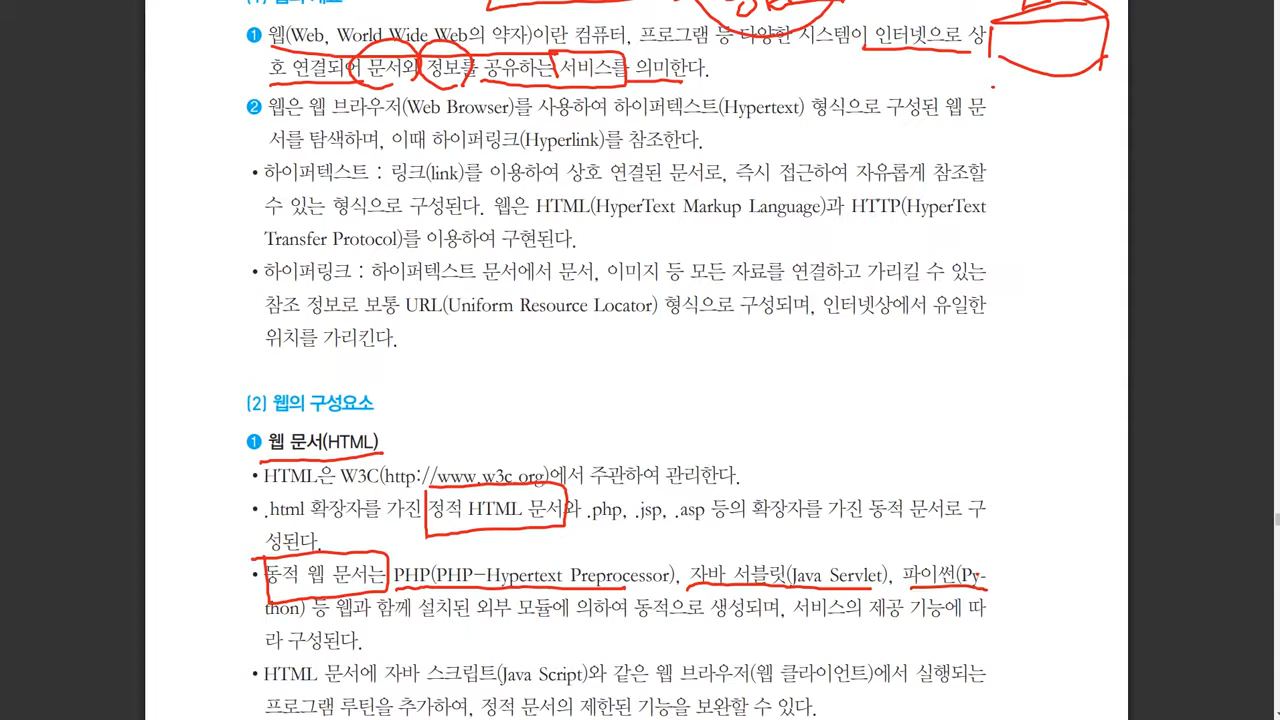 ❶ 웹(Web, World Wide Web의 약자)이란 컴퓨터, 프로그램 등 다양한 시스템이 인터넷으로 상
호 연결되어 문서와 정보를 공유하는 서비스를 의미한다.
❷ 웹은 웹 브라우저(Web Browser)를 사용하여 하이퍼텍스트(Hypertext) 형식으로 구성된 웹 문
서를 탐색하며, 이때 하이퍼링크(Hyperlink)를 참조한다.
• 하이퍼텍스트 : 링크(link)를 이용하여 상호 연결된 문서로, 즉시 접근하여 자유롭게 참조할
수 있는 형식으로 구성된다. 웹은 HTML(HyperText Markup Language)과 HTTP(HyperText
Transfer Protocol)를 이용하여 구현된다.
• 하이퍼링크 : 하이퍼텍스트 문서에서 문서, 이미지 등 모든 자료를 연결하고 가리킬 수 있는
참조 정보로 보통 URL(Uniform Resource Locator) 형식으로 구성되며, 인터넷상에서 유일한
위치를 가리킨다.
(2) 웹의 구성요소
❶ 웹 문서(HTML)
• HTML은 W3C(http://www.w3c.org)에서 주관하여 관리한다.
• .html 확장자를 가진 정적 HTML 문서와 .php, .jsp, .asp 등의 확장자를 가진 동적 문서로 구
성된다.
• 동적 웹 문서는 PHP(PHP-Hypertext Preprocessor), 자바 서블릿(Java Servlet), 파이썬(Py-
thon) 등 웹과 함께 설치된 외부 모듈에 의하여 동적으로 생성되며, 서비스의 제공 기능에 따
라 구성된다.
• HTML 문서에 자바 스크립트(Java Script)와 같은 웹 브라우저(웹 클라이언트)에서 실행되는
프로그램 루틴을 추가하여, 정적 문서의 제한된 기능을 보완할 수 있다.